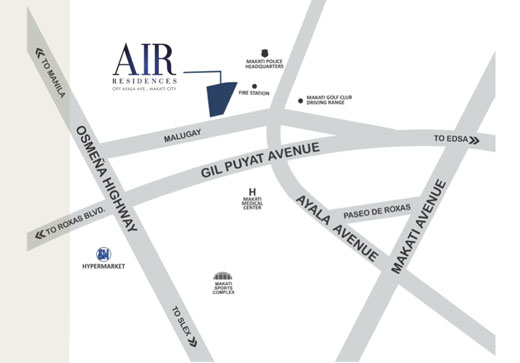 AIR
RESIDENCES
OFF AYALA AVE., MAKATI CITY
MAKATI POLICE
HEADQUARTERS
FIRE STATION
MAKATI GOLF CLUB
DRIVING RANGE
TO MANILA
OSMEÑA HIGHWAY
MALUGAY
GIL PUYAT AVENUE
TO EDSA
TO ROXAS BLVD.
H
MAKATI
MEDICAL
CENTER
AYALA AVENUE
PASEO DE ROXAS
MAKATI AVENUE
SM
HYPERMARKET
MAKATI
SPORTS
COMPLEX
TO SLEX